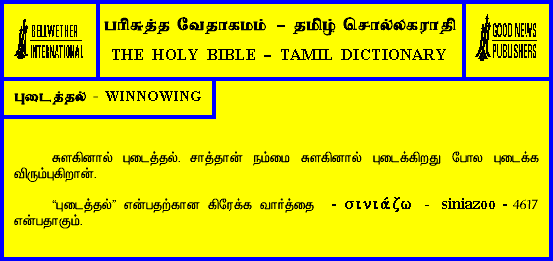 BELLWETHER
INTERNATIONAL
பரிசுத்த வேதாகமம் – தமிழ் சொல்லகராதி
THE HOLY BIBLE – TAMIL DICTIONARY
GOOD NEWS
PUBLISHERS
புடைத்தல் - WINNOWING
சுளகினால் புடைத்தல். சாத்தான் நம்மை சுளகினால் புடைக்கிறது போல புடைக்க
விரும்புகிறான்.
“புடைத்தல்” என்பதற்கான கிரேக்க வார்த்தை - σινιάζω - siniazoo - 4617
என்பதாகும்.